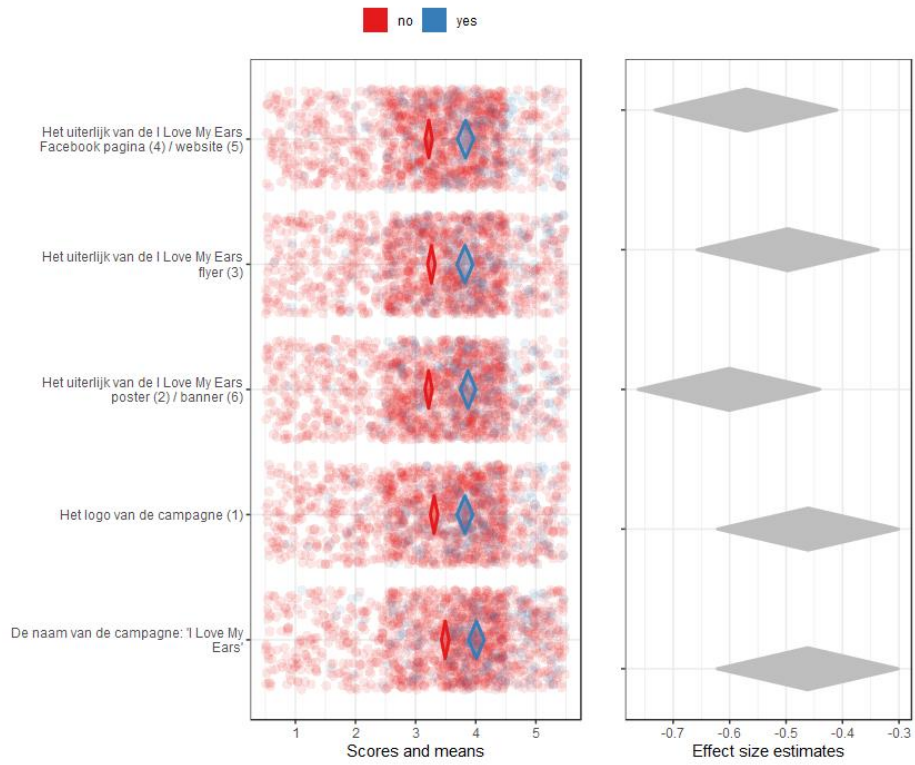 no yes
Het uiterlijk van de I Love My Ears
Facebook pagina (4) / website (5)
Het uiterlijk van de I Love My Ears
flyer (3)
Het uiterlijk van de I Love My Ears
poster (2) / banner (6)
Het logo van de campagne (1)
De naam van de campagne: 'I Love My
Ears'
1 2 3 4 5
Scores and means
-0.7 -0.6 -0.5 -0.4 -0.3
Effect size estimates